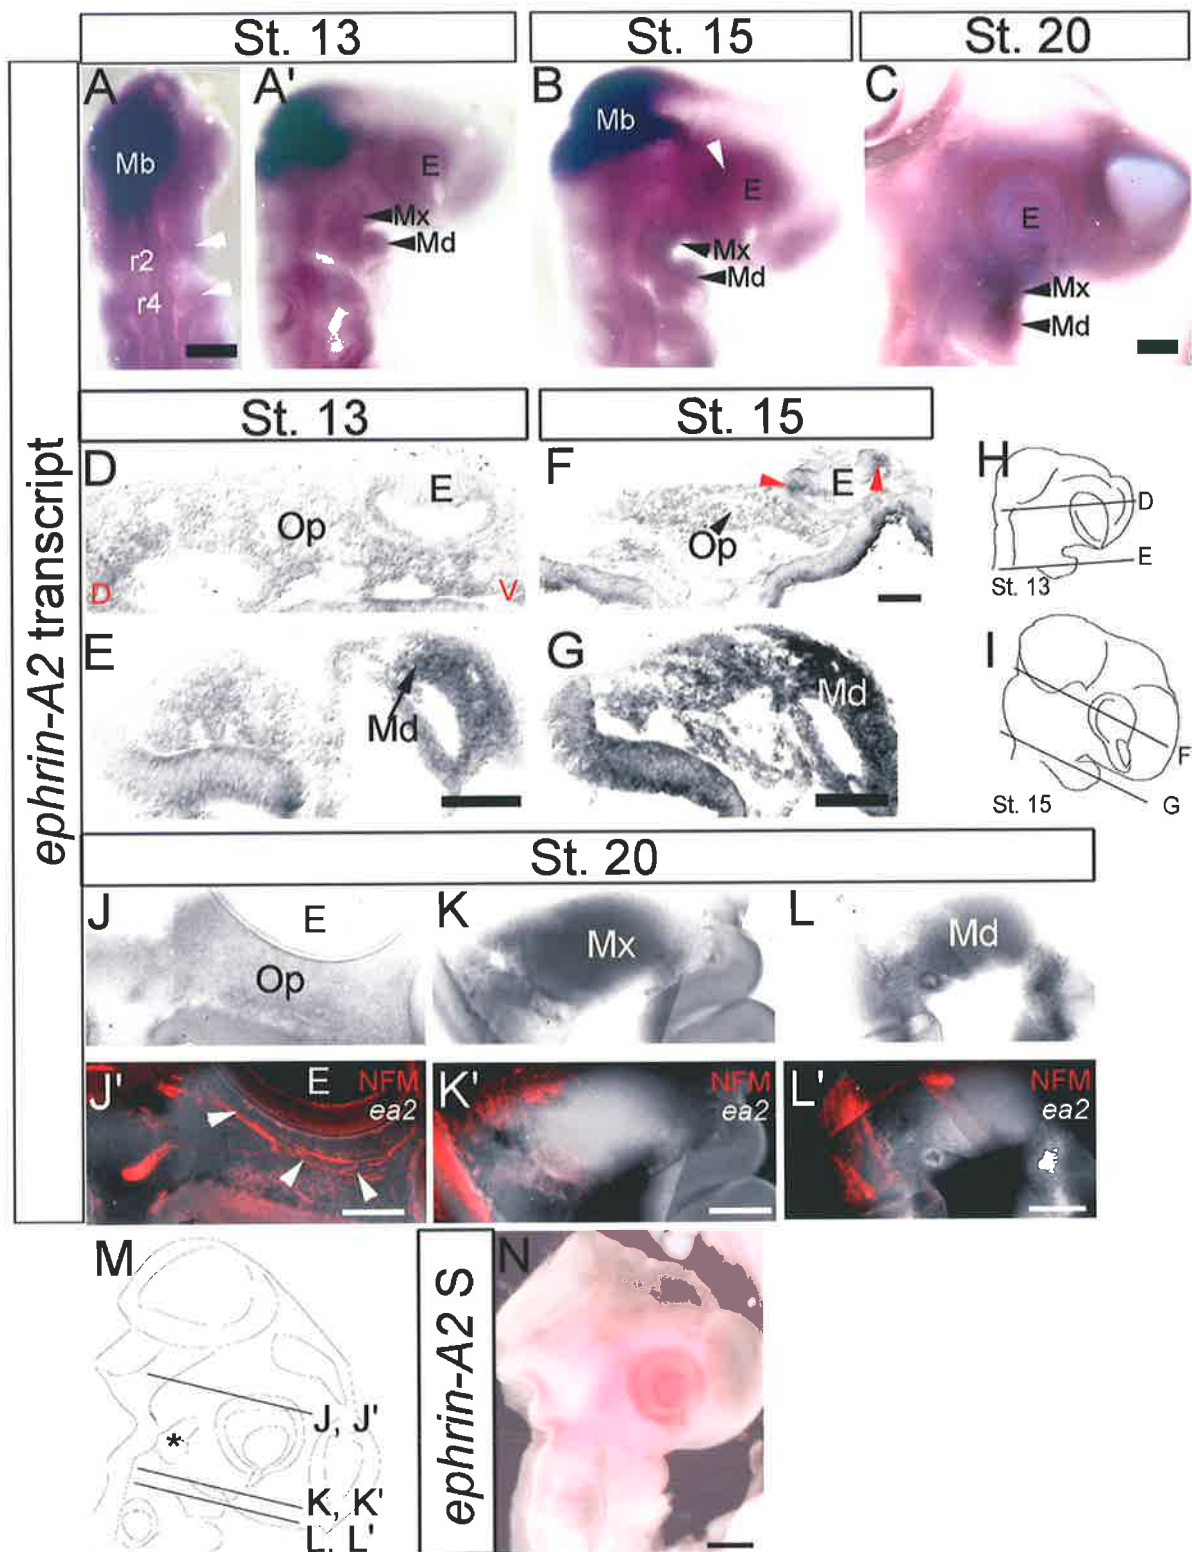 St. 13
St. 15
St. 20
ephrin-A2 transcript
A
Mb
r2
r4
A'
E
Mx
Md
B
Mb
E
Mx
Md
C
E
Mx
Md
St. 13
St. 15
D
E
Op
D
V
F
E
Op
H
D
E
St. 13
E
Md
G
Md
I
F
G
St. 15
St. 20
J
E
Op
K
Mx
L
Md
J'
E
NFM
ea2
K'
NFM
ea2
L'
NFM
ea2
M
*
J, J'
K, K'
L, L'
ephrin-A2 S
N